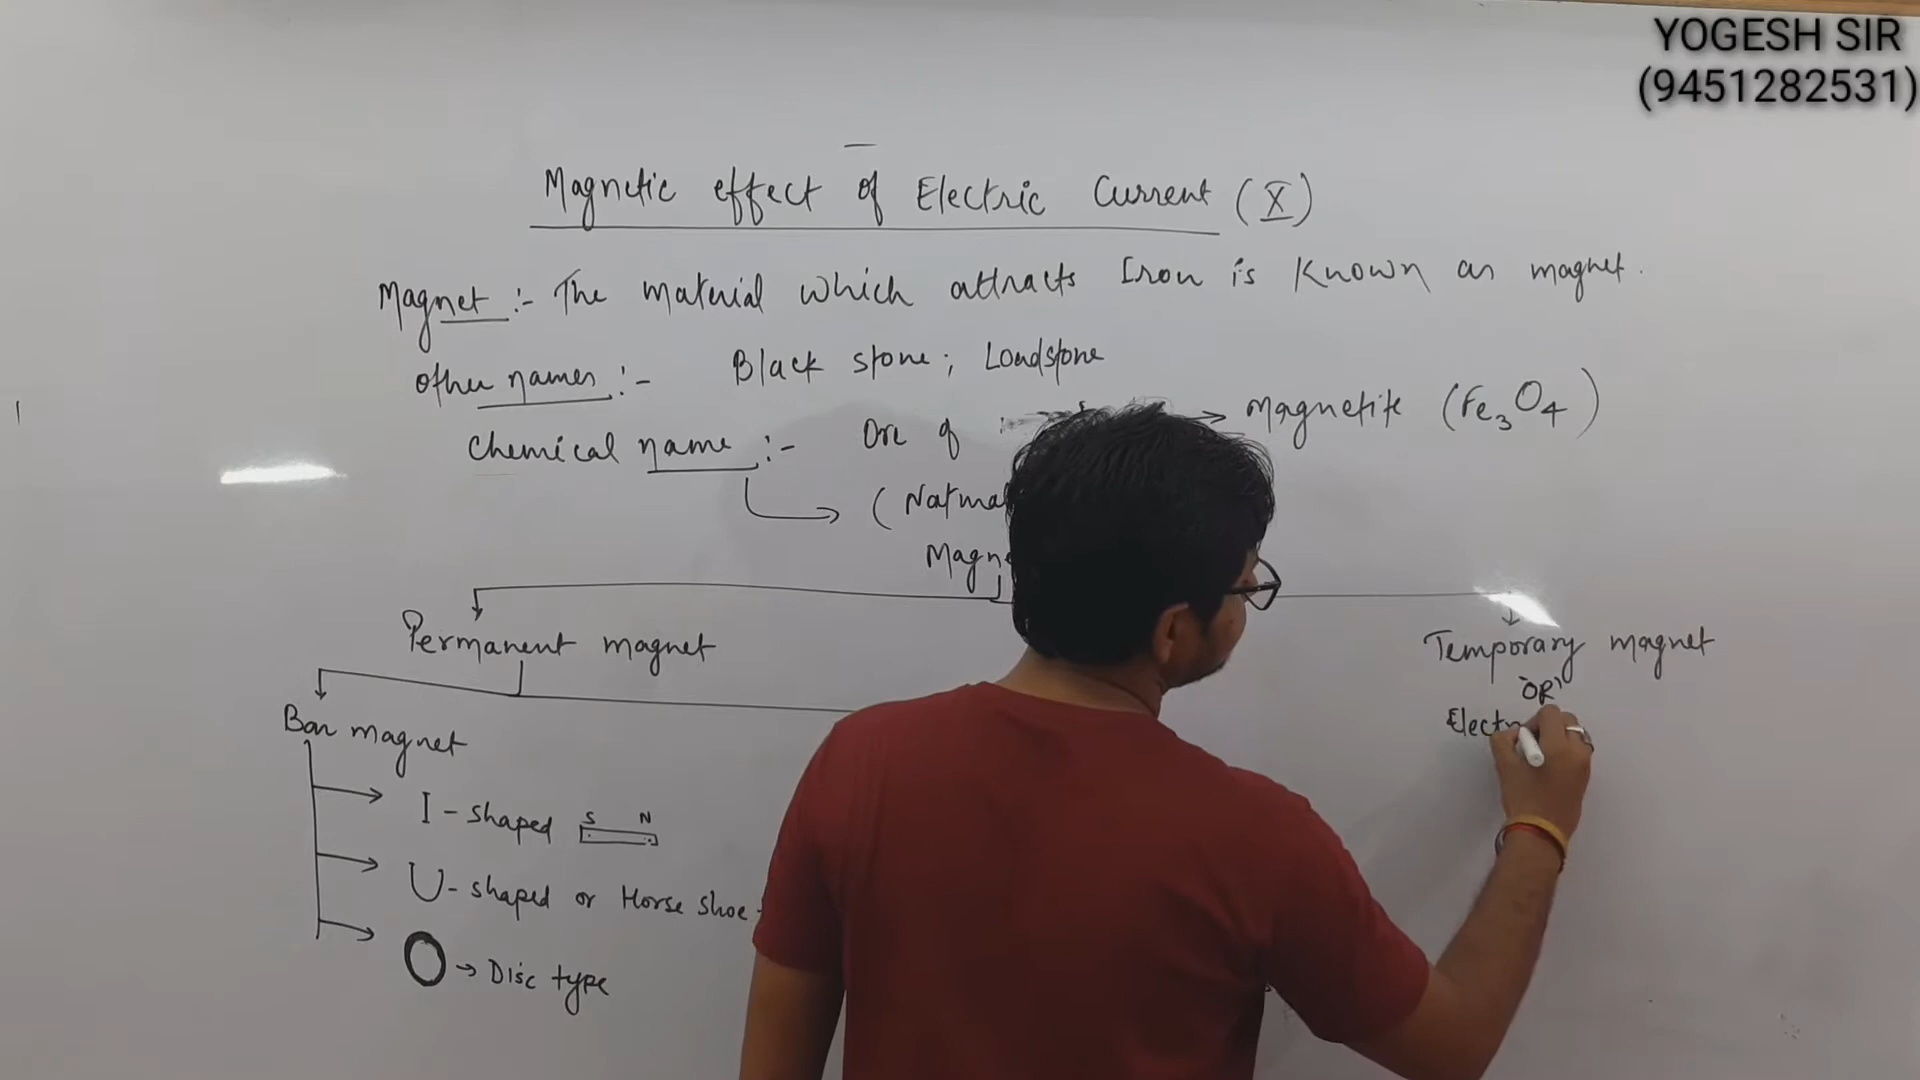 YOGESH SIR
(9451282531)
Magnetic effect of Electric Current (X)
Magnet :- The material which attracts Iron is Known as magnet.
Other names :- Black stone; Loadstone
Chemical name :- Ore of → Magnetite (Fe3O4)
(
Permanent magnet
Temporary magnet
'OR'
Bar magnet
I - shaped S N
U - shaped or Horse shoe
O → Disc type